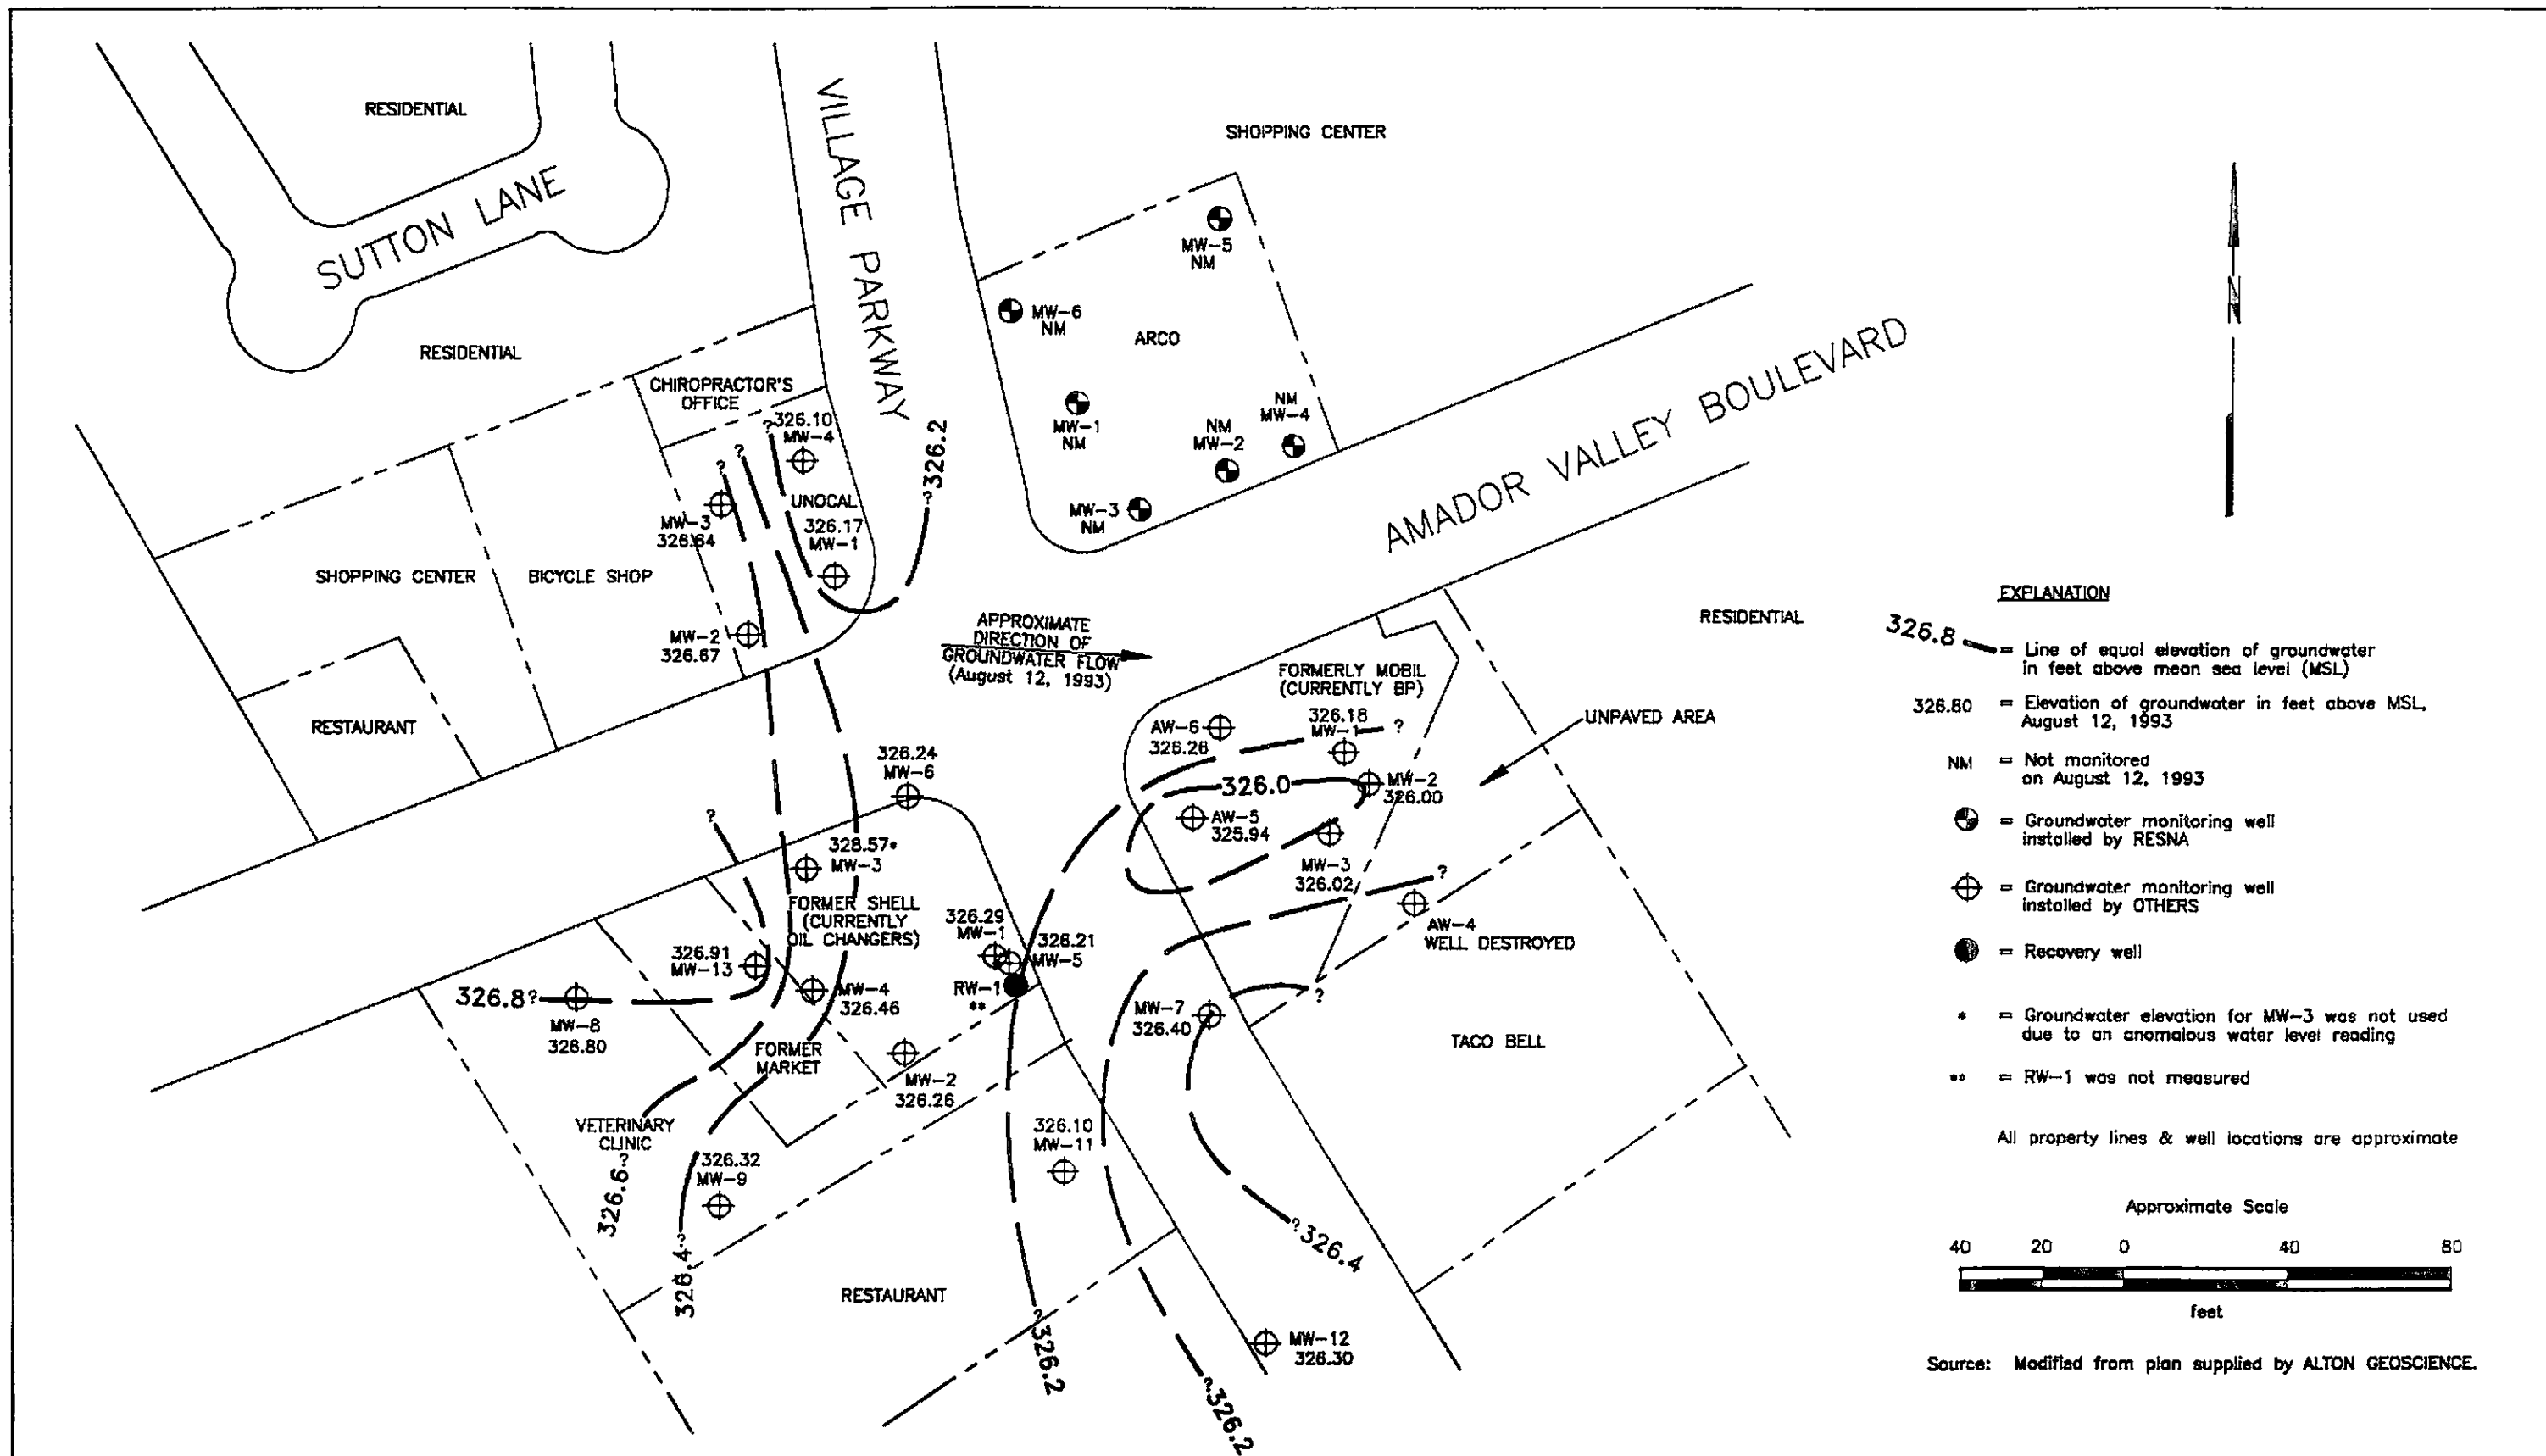 RESIDENTIAL
SUTTON LANE
VILLAGE PARKWAY
SHOPPING CENTER
MW-5
NM
MW-6
NM
ARCO
RESIDENTIAL
MW-1
NM
NM
MW-2
NM
MW-4
MW-3
NM
AMADOR VALLEY BOULEVARD
N
CHIROPRACTOR'S
OFFICE
?
326.10
MW-4
?
?
326.2
?
MW-3
326.64
UNOCAL
326.17
MW-1
SHOPPING CENTER
BICYCLE SHOP
MW-2
326.67
RESTAURANT
APPROXIMATE
DIRECTION OF
GROUNDWATER FLOW
(August 12, 1993)
RESIDENTIAL
FORMERLY MOBIL
(CURRENTLY BP)
UNPAVED AREA
AW-6
326.26
326.18
MW-1
?
326.0
MW-2
326.00
AW-5
325.94
MW-3
326.02
?
AW-4
WELL DESTROYED
326.24
MW-6
?
328.57*
MW-3
FORMER SHELL
(CURRENTLY
OIL CHANGERS)
326.29
MW-1
326.21
MW-5
RW-1
**
326.91
MW-13
MW-4
326.46
326.8?
MW-8
326.80
MW-7
326.40
?
TACO BELL
FORMER
MARKET
MW-2
326.26
VETERINARY
CLINIC
326.10
MW-11
326.32
MW-9
326.6?
326.4?
RESTAURANT
?326.4
?326.2
?326.2
MW-12
326.30
EXPLANATION
326.8 = Line of equal elevation of groundwater
in feet above mean sea level (MSL)
326.80 = Elevation of groundwater in feet above MSL,
August 12, 1993
NM = Not monitored
on August 12, 1993
= Groundwater monitoring well
installed by RESNA
= Groundwater monitoring well
installed by OTHERS
= Recovery well
* = Groundwater elevation for MW-3 was not used
due to an anomalous water level reading
** = RW-1 was not measured
All property lines & well locations are approximate
Approximate Scale
40 20 0 40 80
feet
Source: Modified from plan supplied by ALTON GEOSCIENCE.